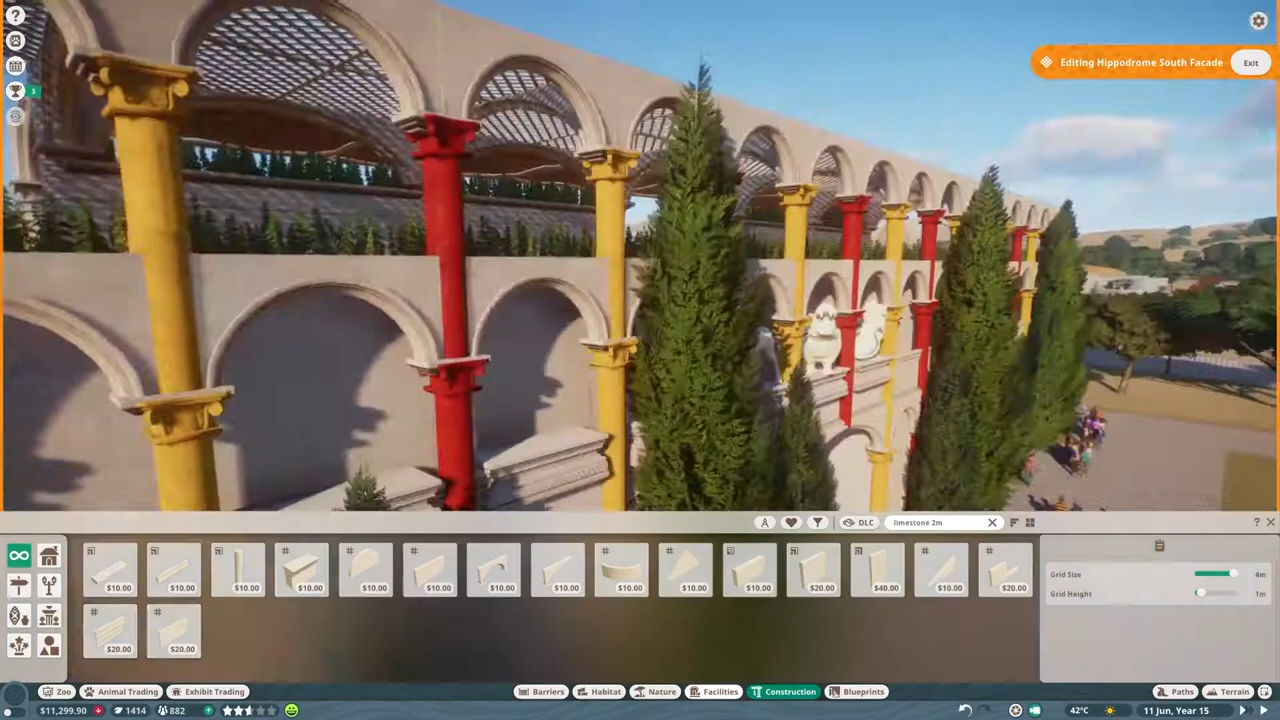 Editing Hippodrome South Facade
Exit
3
DLC
limestone 2m
$10.00 $10.00 $10.00 $10.00 $10.00 $10.00 $10.00 $10.00 $10.00 $10.00 $10.00 $20.00 $40.00 $10.00 $20.00
$20.00 $20.00
Grid Size 4m
Grid Height 1m
Zoo Animal Trading Exhibit Trading Barriers Habitat Nature Facilities Construction Blueprints Paths Terrain
$11,299.90 1414 882 42°C 11 Jun, Year 15